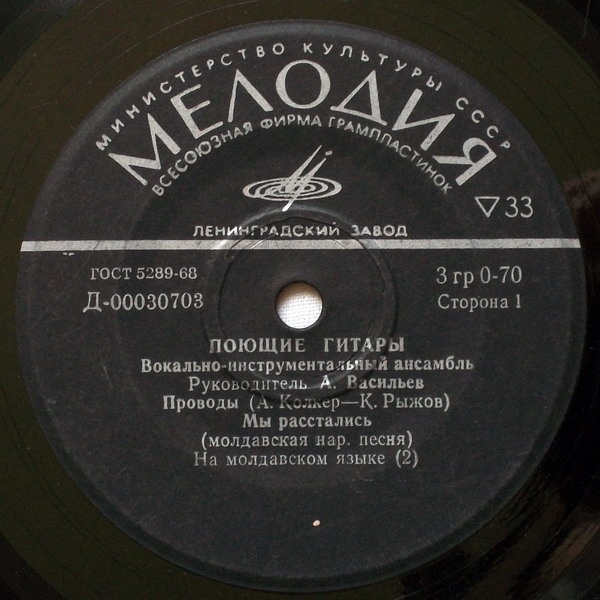 МИНИСТЕРСТВО КУЛЬТУРЫ СССР
МЕЛОДИЯ
ВСЕСОЮЗНАЯ ФИРМА ГРАМПЛАСТИНОК
▽33
ЛЕНИНГРАДСКИЙ ЗАВОД
ГОСТ 5289-68
3 гр 0-70
Д-00030703
Сторона 1
ПОЮЩИЕ ГИТАРЫ
Вокально-инструментальный ансамбль
Руководитель А. Васильев
Проводы (А. Колкер—К. Рыжов)
Мы расстались
(молдавская нар. песня)
На молдавском языке (2)